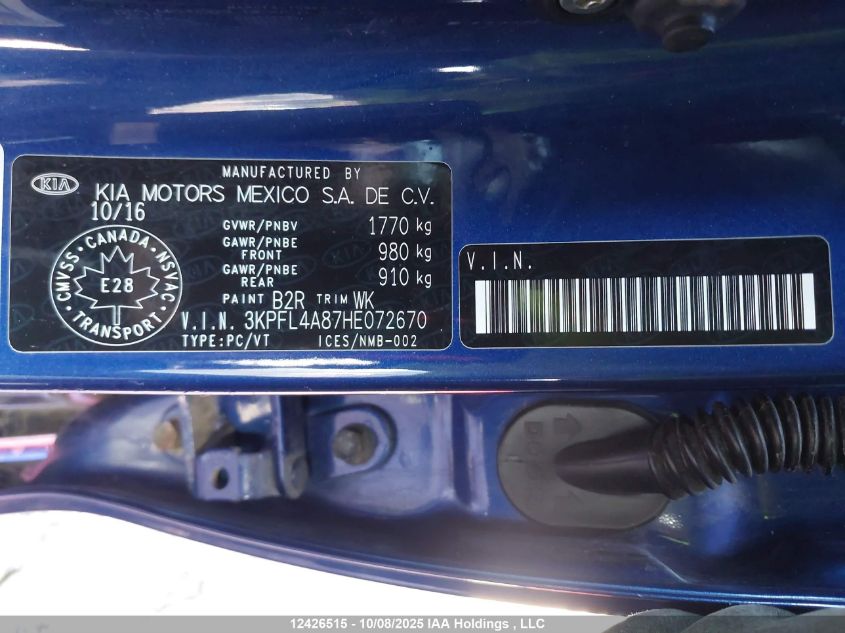 KIA
MANUFACTURED BY
KIA MOTORS MEXICO S.A. DE C.V.
10/16
GVWR/PNBV 1770 kg
GAWR/PNBE FRONT 980 kg
GAWR/PNBE REAR 910 kg
CANADA
CMVSS NSVAC
E28
TRANSPORT
PAINT B2R TRIM WK
V.I.N. 3KPFL4A87HE072670
TYPE:PC/VT ICES/NMB-002
V.I.N.
12426515 - 10/08/2025 IAA Holdings , LLC